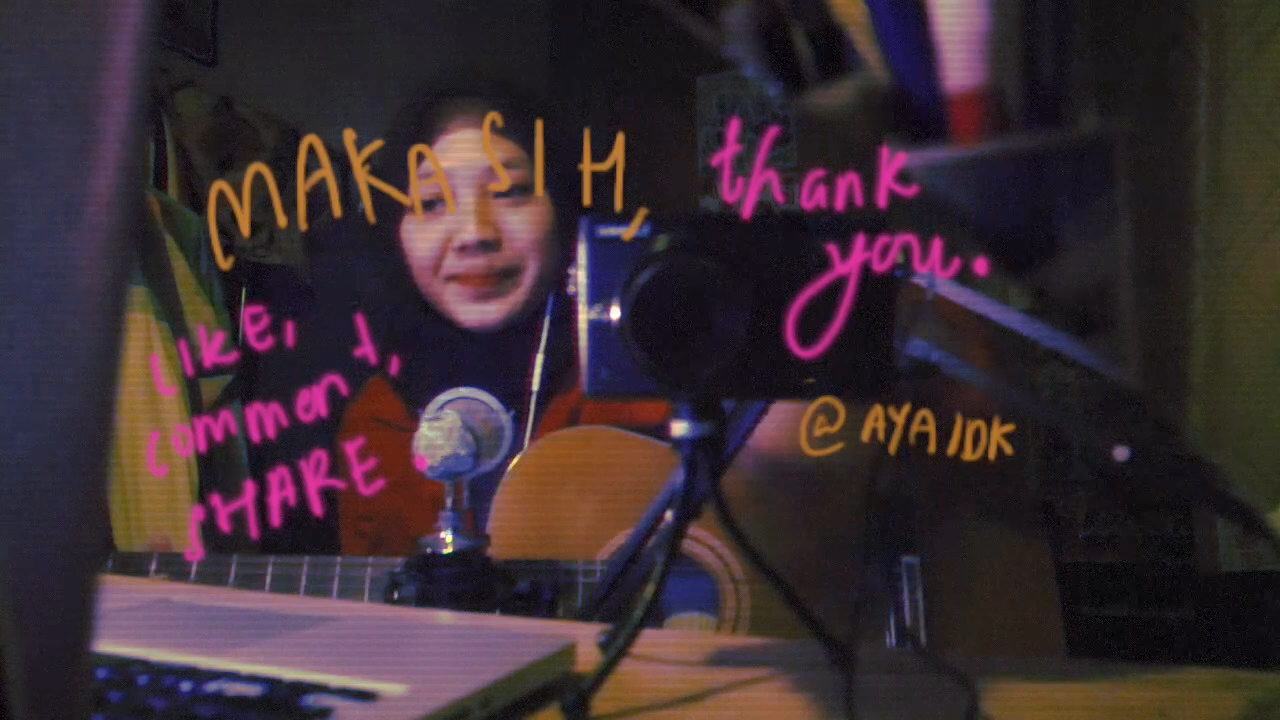 MAKASIH,
thank
you.
LIKE,
comment,
SHARE.
@AYAIDK